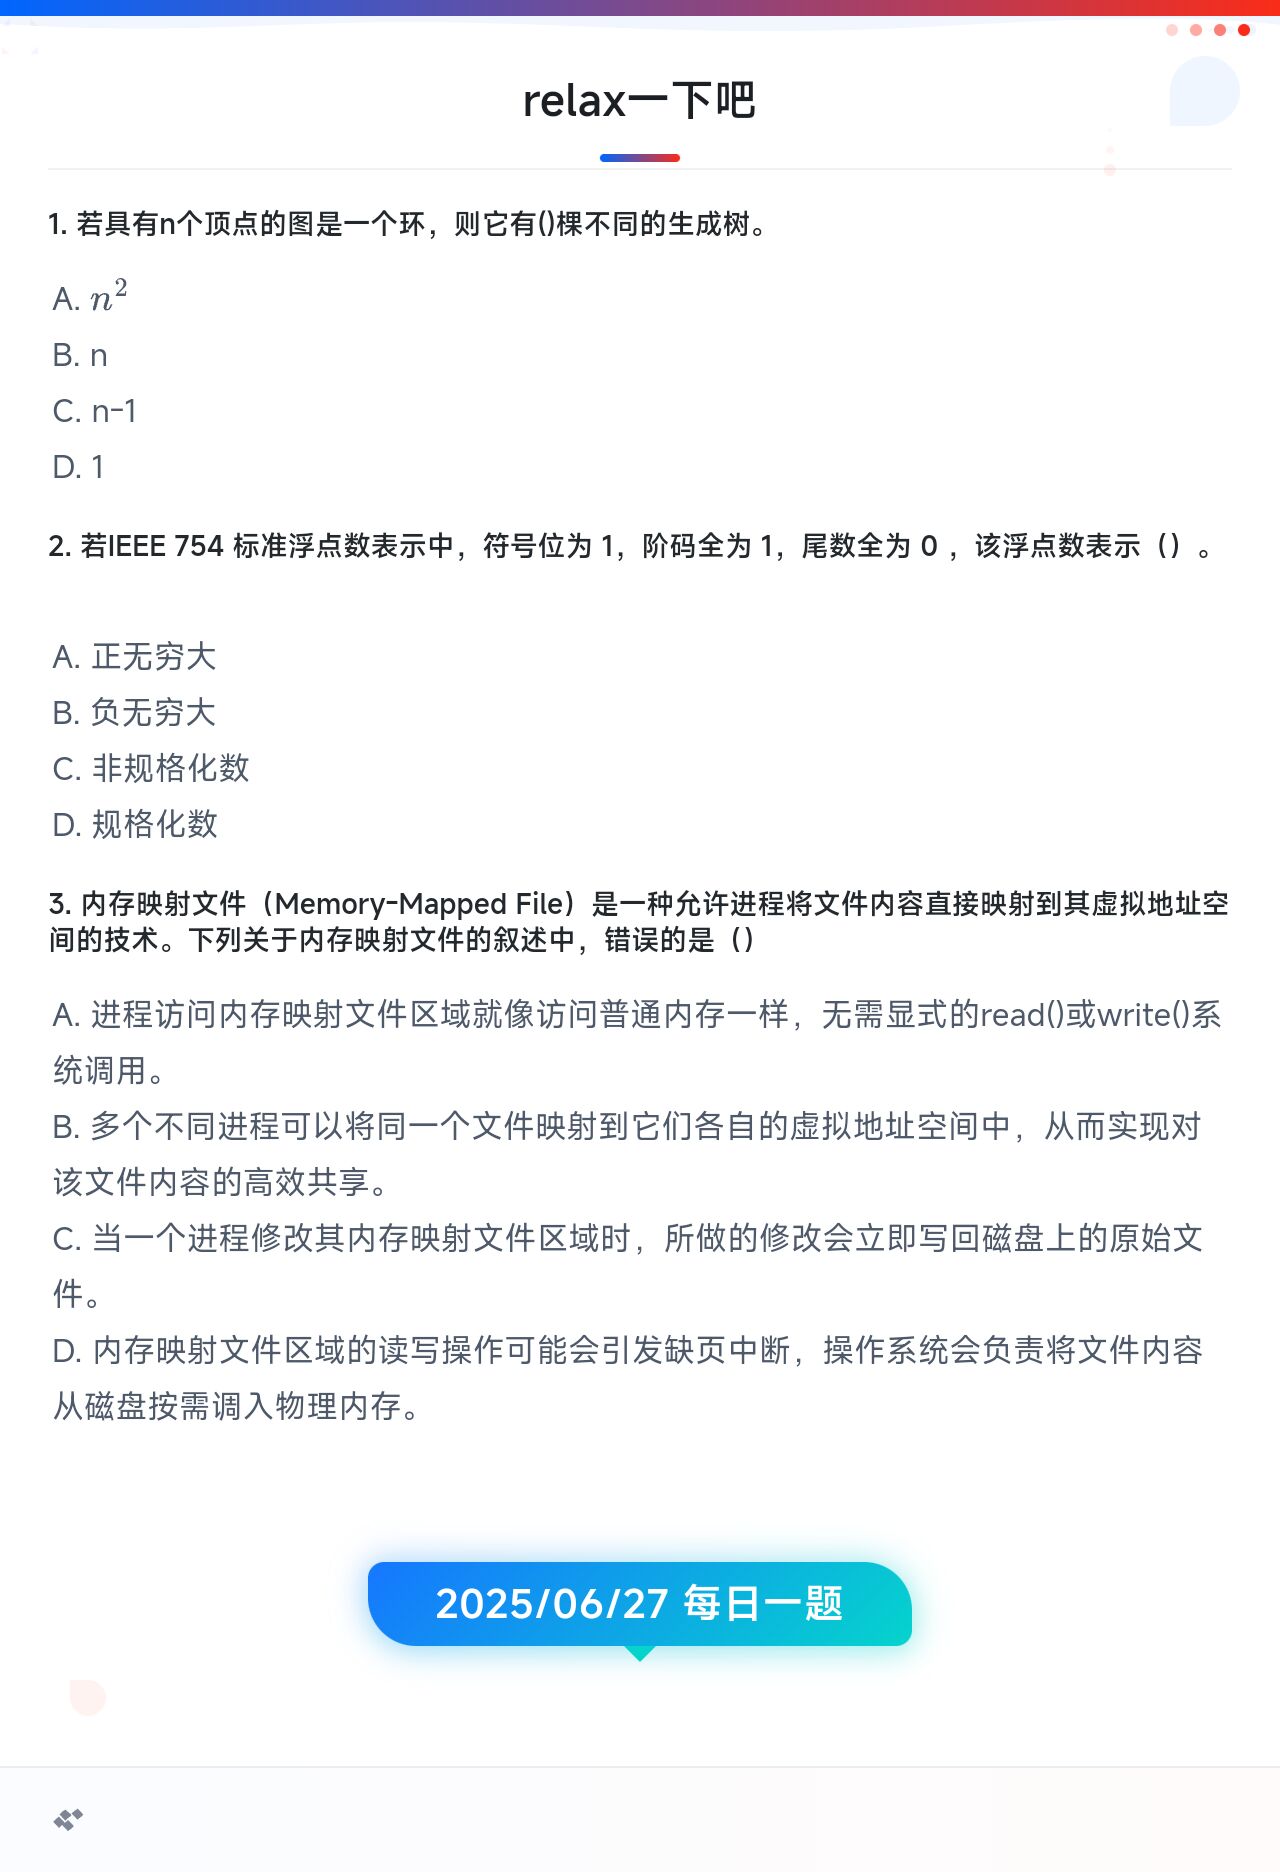 relax一下吧
1. 若具有n个顶点的图是一个环，则它有()棵不同的生成树。
A. n²
B. n
C. n-1
D. 1
2. 若IEEE 754 标准浮点数表示中，符号位为 1，阶码全为 1，尾数全为 0 ，该浮点数表示（）。
A. 正无穷大
B. 负无穷大
C. 非规格化数
D. 规格化数
3. 内存映射文件（Memory-Mapped File）是一种允许进程将文件内容直接映射到其虚拟地址空
间的技术。下列关于内存映射文件的叙述中，错误的是（）
A. 进程访问内存映射文件区域就像访问普通内存一样，无需显式的read()或write()系
统调用。
B. 多个不同进程可以将同一个文件映射到它们各自的虚拟地址空间中，从而实现对
该文件内容的高效共享。
C. 当一个进程修改其内存映射文件区域时，所做的修改会立即写回磁盘上的原始文
件。
D. 内存映射文件区域的读写操作可能会引发缺页中断，操作系统会负责将文件内容
从磁盘按需调入物理内存。
2025/06/27 每日一题